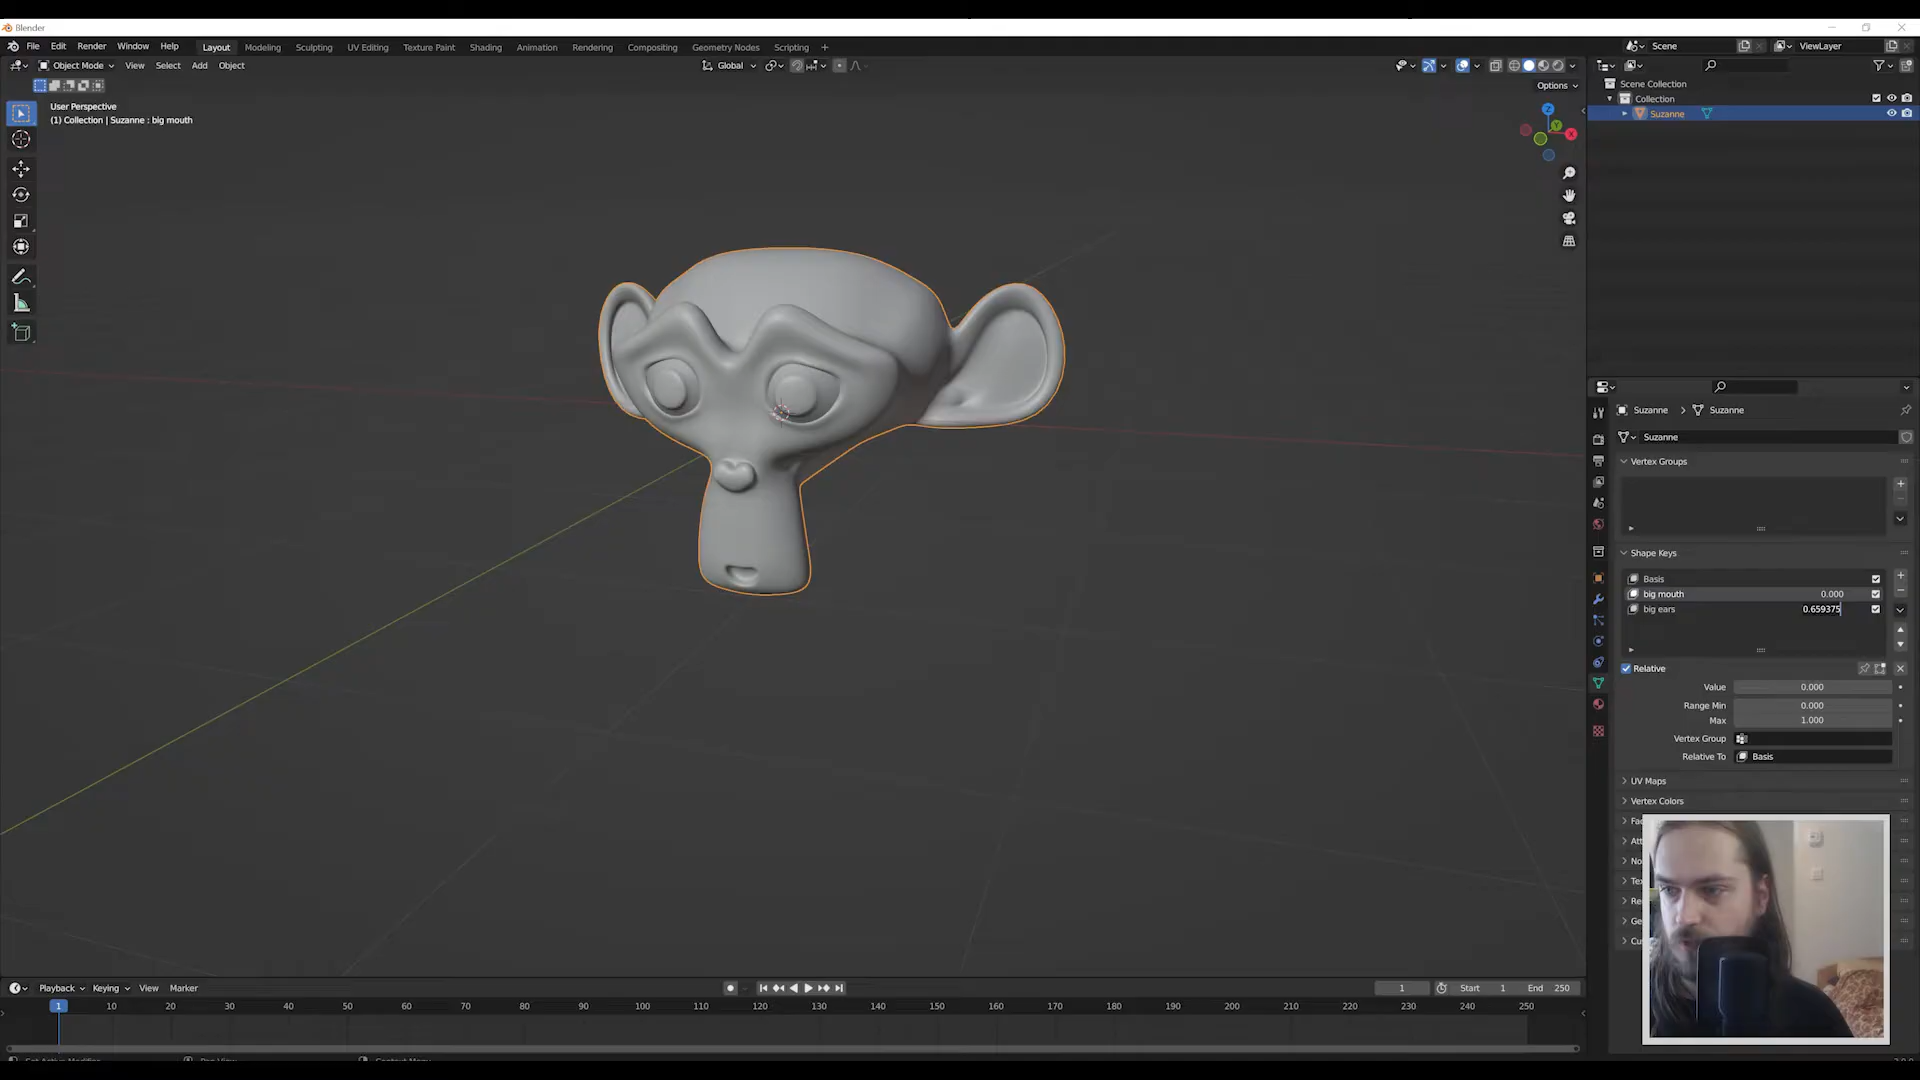 Blender
File Edit Render Window Help
Layout Modeling Sculpting UV Editing Texture Paint Shading Animation Rendering Compositing Geometry Nodes Scripting +
Scene
ViewLayer
Object Mode View Select Add Object
Global
Options
User Perspective
(1) Collection | Suzanne : big mouth
Z
Y
X
Scene Collection
Collection
Suzanne
Suzanne > Suzanne
Suzanne
Vertex Groups
Shape Keys
Basis
big mouth 0.000
big ears 0.659375
Relative
Value 0.000
Range Min 0.000
Max 1.000
Vertex Group
Relative To Basis
UV Maps
Vertex Colors
Playback Keying View Marker
1 Start 1 End 250
1 10 20 30 40 50 60 70 80 90 100 110 120 130 140 150 160 170 180 190 200 210 220 230 240 250